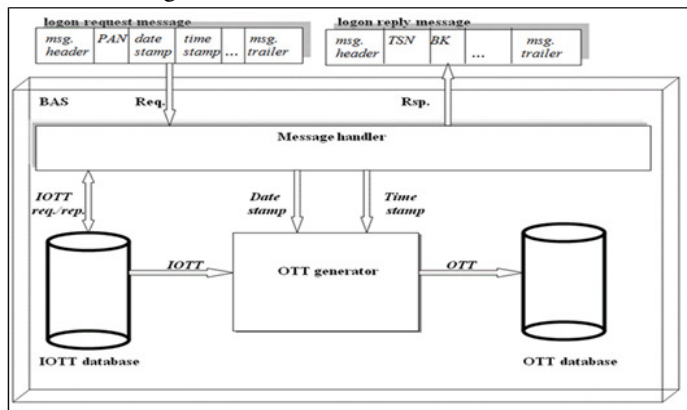 logon request message
logon reply message
msg. header
PAN
date stamp
time stamp
...
msg. trailer
msg. header
TSN
BK
...
msg. trailer
BAS
Req.
Rsp.
Message handler
IOTT req./rep.
Date stamp
Time stamp
IOTT
OTT generator
OTT
IOTT database
OTT database